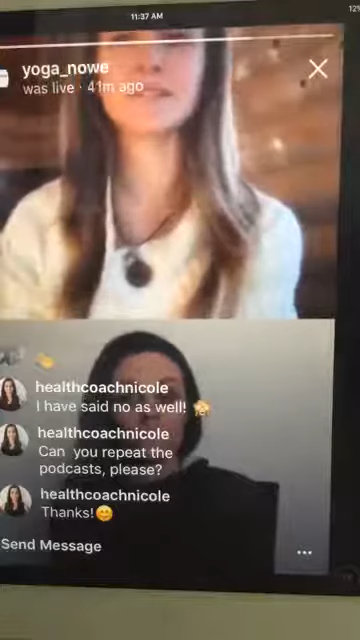 11:37 AM
12%
yoga_nowe
was live · 41m ago
healthcoachnicole
I have said no as well!
healthcoachnicole
Can you repeat the
podcasts, please?
healthcoachnicole
Thanks!
Send Message